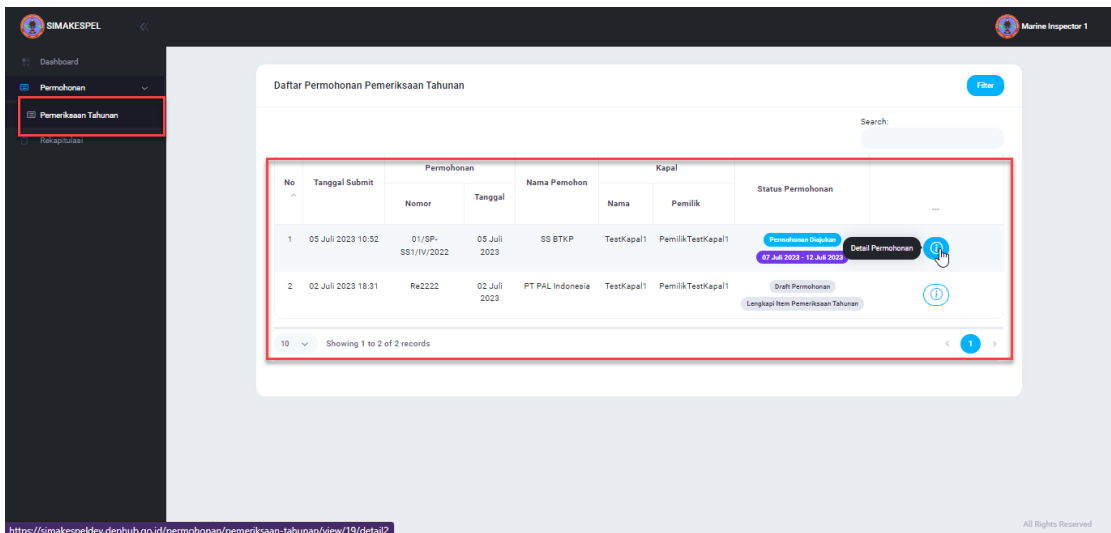 SIMAKESPEL
Marine Inspector 1
Dashboard
Permohonan
Pemeriksaan Tahunan
Rekapitulasi
Daftar Permohonan Pemeriksaan Tahunan
Filter
Search:
No Tanggal Submit Permohonan Nama Pemohon Kapal Status Permohonan ...
Nomor Tanggal Nama Pemilik
1 05 Juli 2023 10:52 01/SP-SS1/IV/2022 05 Juli 2023 SS BTKP TestKapal1 PemilikTestKapal1 Permohonan Diajukan
07 Juli 2023 - 12 Juli 2023
Detail Permohonan
2 02 Juli 2023 18:31 Re2222 02 Juli 2023 PT PAL Indonesia TestKapal1 PemilikTestKapal1 Draft Permohonan
Lengkapi Item Pemeriksaan Tahunan
10 Showing 1 to 2 of 2 records
1
https://simakespeldev.dephub.go.id/permohonan/pemeriksaan-tahunan/view/19/detail?
All Rights Reserved